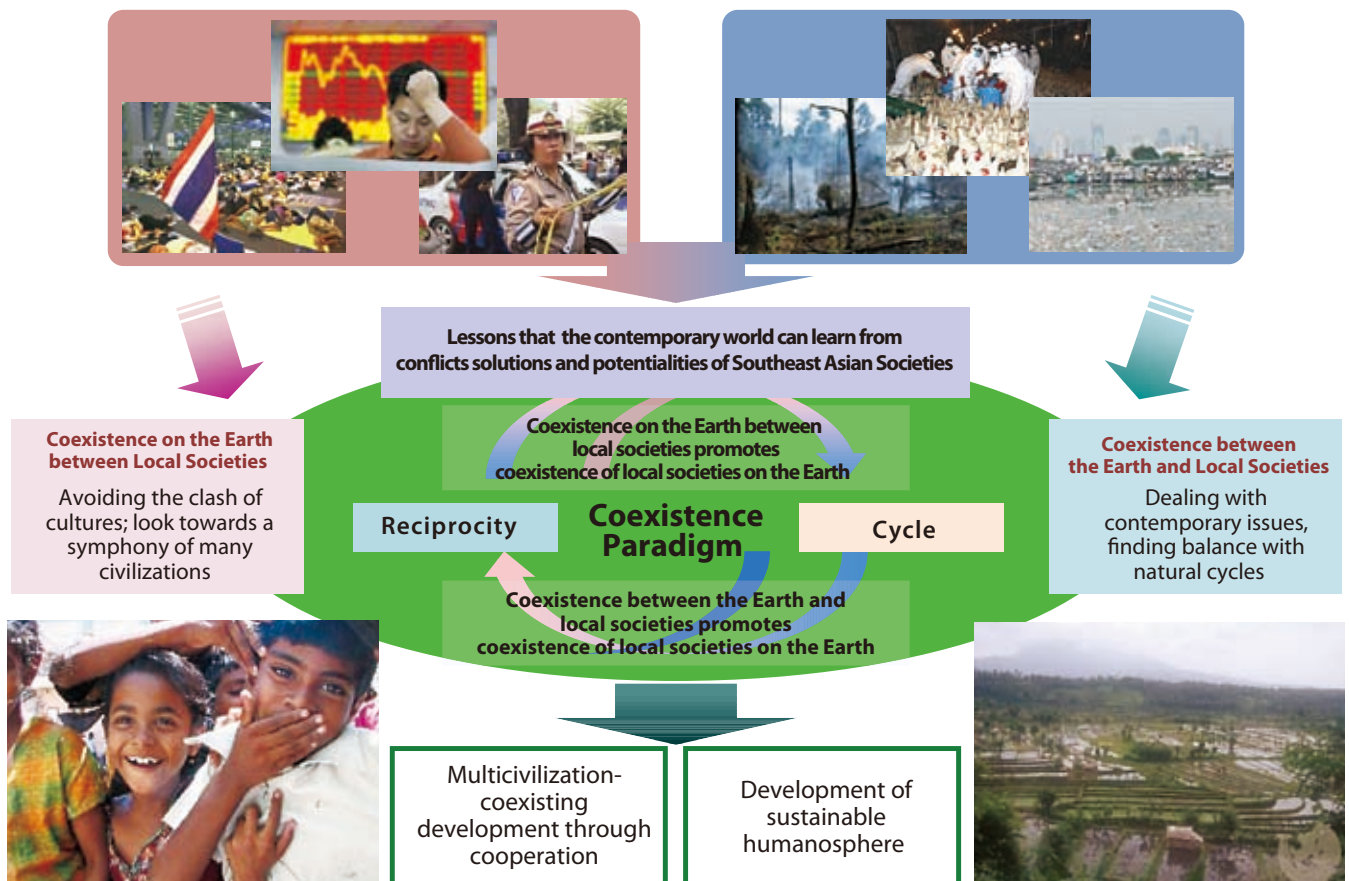 Lessons that the contemporary world can learn from
conflicts solutions and potentialities of Southeast Asian Societies
Coexistence on the Earth
between Local Societies
Avoiding the clash of
cultures; look towards a
symphony of many
civilizations
Coexistence on the Earth between
local societies promotes
coexistence of local societies on the Earth
Reciprocity
Coexistence
Paradigm
Cycle
Coexistence between the Earth and
local societies promotes
coexistence of local societies on the Earth
Coexistence between
the Earth and Local Societies
Dealing with
contemporary issues,
finding balance with
natural cycles
Multicivilization-
coexisting
development through
cooperation
Development of
sustainable
humanosphere